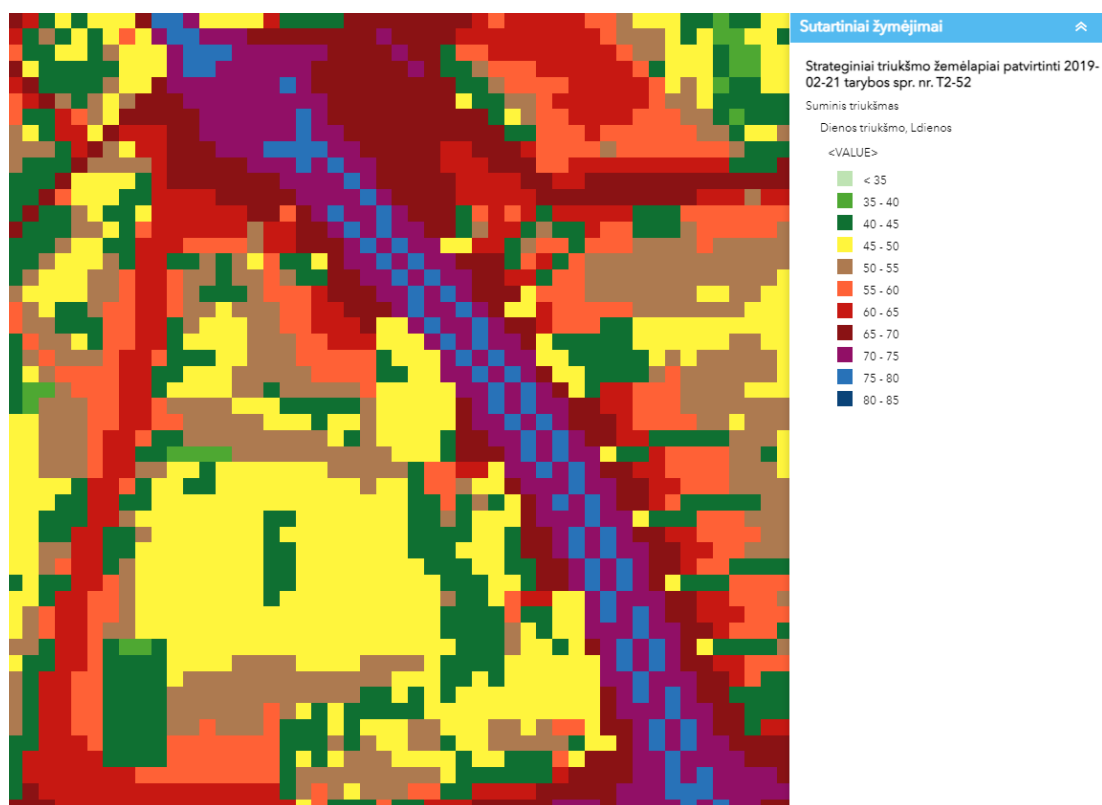 Sutartiniai žymėjimai
Strateginiai triukšmo žemėlapiai patvirtinti 2019-
02-21 tarybos spr. nr. T2-52
Suminis triukšmas
Dienos triukšmo, Ldienos
<VALUE>
< 35
35 - 40
40 - 45
45 - 50
50 - 55
55 - 60
60 - 65
65 - 70
70 - 75
75 - 80
80 - 85